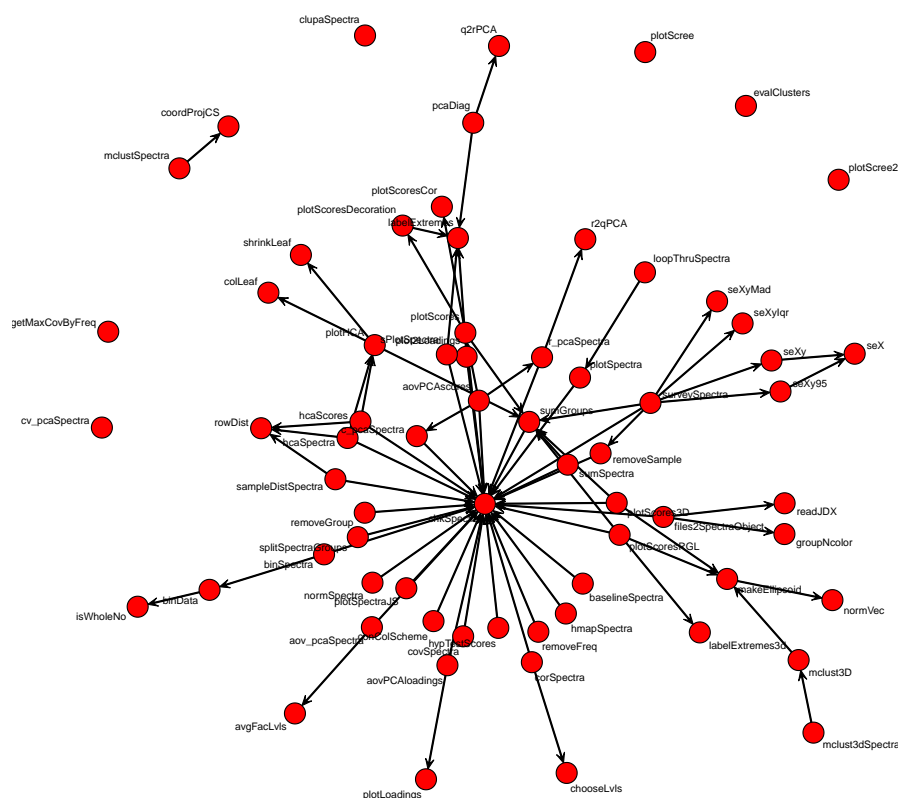 clupaSpectra
q2rPCA
plotScree
evalClusters
pcaDiag
coordProjCS
mclustSpectra
plotScree2
plotScoresCor
plotScoresDecoration
labelExtremes
r2qPCA
shrinkLeaf
loopThruSpectra
colLeaf
seXyMad
seXyIqr
getMaxCovByFreq
plotScores
plotHCA
seXy
seX
r_pcaSpectra
plotSpectra
aovPCAscores
seXy95
surveySpectra
sumGroups
cv_pcaSpectra
rowDist
hcaScores
hcaSpectra
removeSample
sumSpectra
sampleDistSpectra
readJDX
plotScores3D
removeGroup
files2SpectraObject
groupNcolor
splitSpectraGroups
plotScoresRGL
binSpectra
makeEllipsoid
normSpectra
baselineSpectra
binData
plotSpectraJS
normVec
isWholeNo
hmapSpectra
aov_pcaSpectra
hypTestScores
removeFreq
labelExtremes3d
covSpectra
aovPCAloadings
corSpectra
mclust3D
avgFacLvls
mclust3dSpectra
plotLoadings
chooseLvls